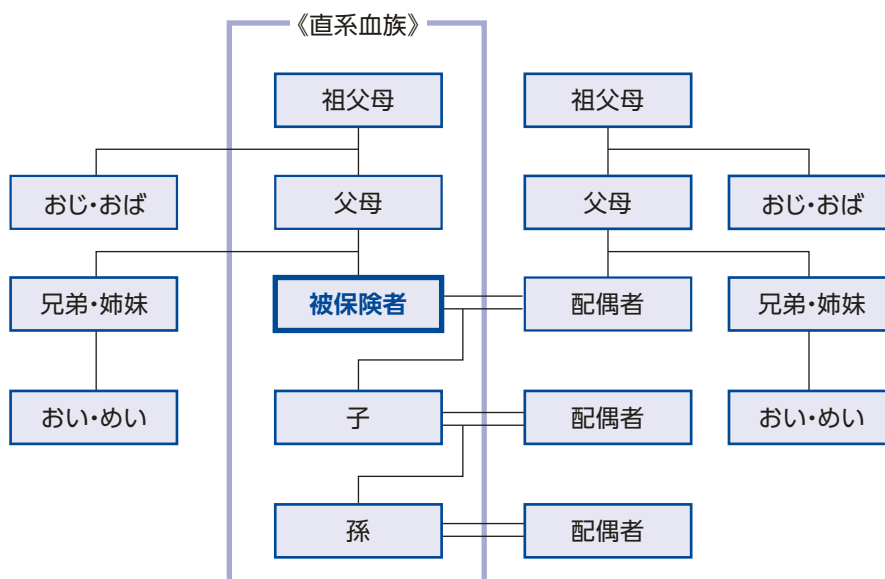 《直系血族》
祖父母
祖父母
おじ・おば
父母
父母
おじ・おば
兄弟・姉妹
被保険者
配偶者
兄弟・姉妹
おい・めい
子
配偶者
おい・めい
孫
配偶者